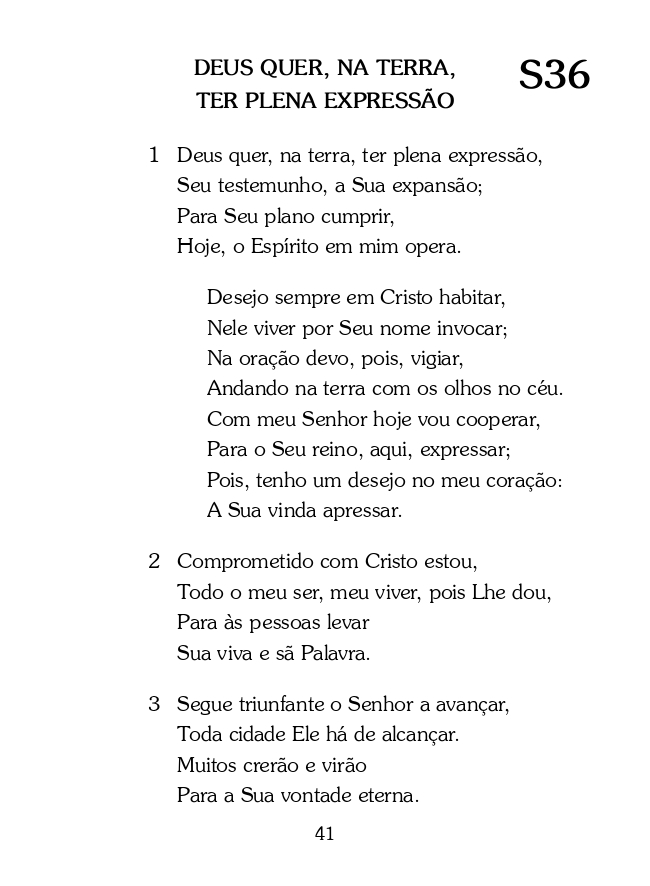 DEUS QUER, NA TERRA,
TER PLENA EXPRESSÃO
S36
1 Deus quer, na terra, ter plena expressão,
Seu testemunho, a Sua expansão;
Para Seu plano cumprir,
Hoje, o Espírito em mim opera.
Desejo sempre em Cristo habitar,
Nele viver por Seu nome invocar;
Na oração devo, pois, vigiar,
Andando na terra com os olhos no céu.
Com meu Senhor hoje vou cooperar,
Para o Seu reino, aqui, expressar;
Pois, tenho um desejo no meu coração:
A Sua vinda apressar.
2 Comprometido com Cristo estou,
Todo o meu ser, meu viver, pois Lhe dou,
Para às pessoas levar
Sua viva e sã Palavra.
3 Segue triunfante o Senhor a avançar,
Toda cidade Ele há de alcançar.
Muitos crerão e virão
Para a Sua vontade eterna.
41